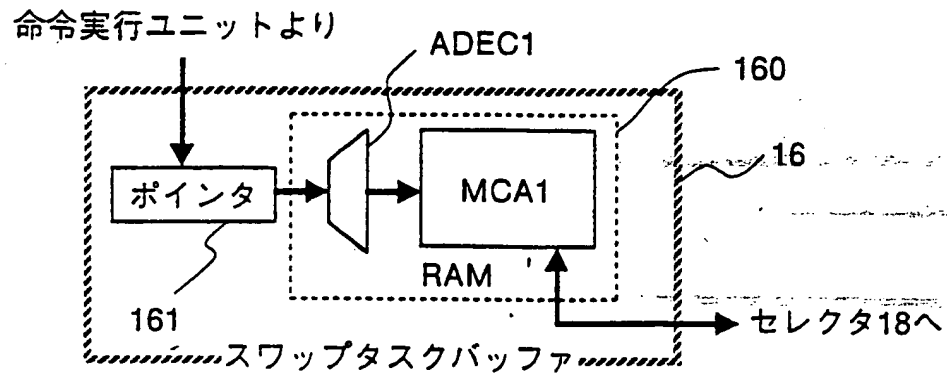 命令実行ユニットより
ADEC1
160
16
ポインタ
MCA1
RAM
161
セレクタ18へ
スワップタスクバッファ